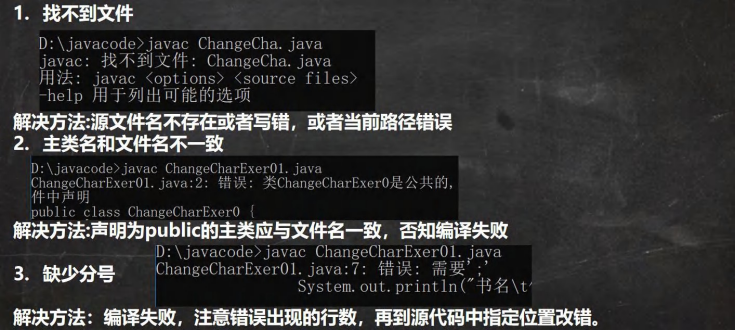 1. 找不到文件
D:\javacode>javac ChangeCha.java
javac: 找不到文件: ChangeCha.java
用法: javac <options> <source files>
-help 用于列出可能的选项
解决方法:源文件名不存在或者写错，或者当前路径错误
2. 主类名和文件名不一致
D:\javacode>javac ChangeCharExer01.java
ChangeCharExer01.java:2: 错误: 类ChangeCharExer0是公共的,
件中声明
public class ChangeCharExer0 {
解决方法:声明为public的主类应与文件名一致，否知编译失败
D:\javacode>javac ChangeCharExer01.java
ChangeCharExer01.java:7: 错误: 需要';'
System.out.println("书名\t
3. 缺少分号
解决方法：编译失败，注意错误出现的行数，再到源代码中指定位置改错。